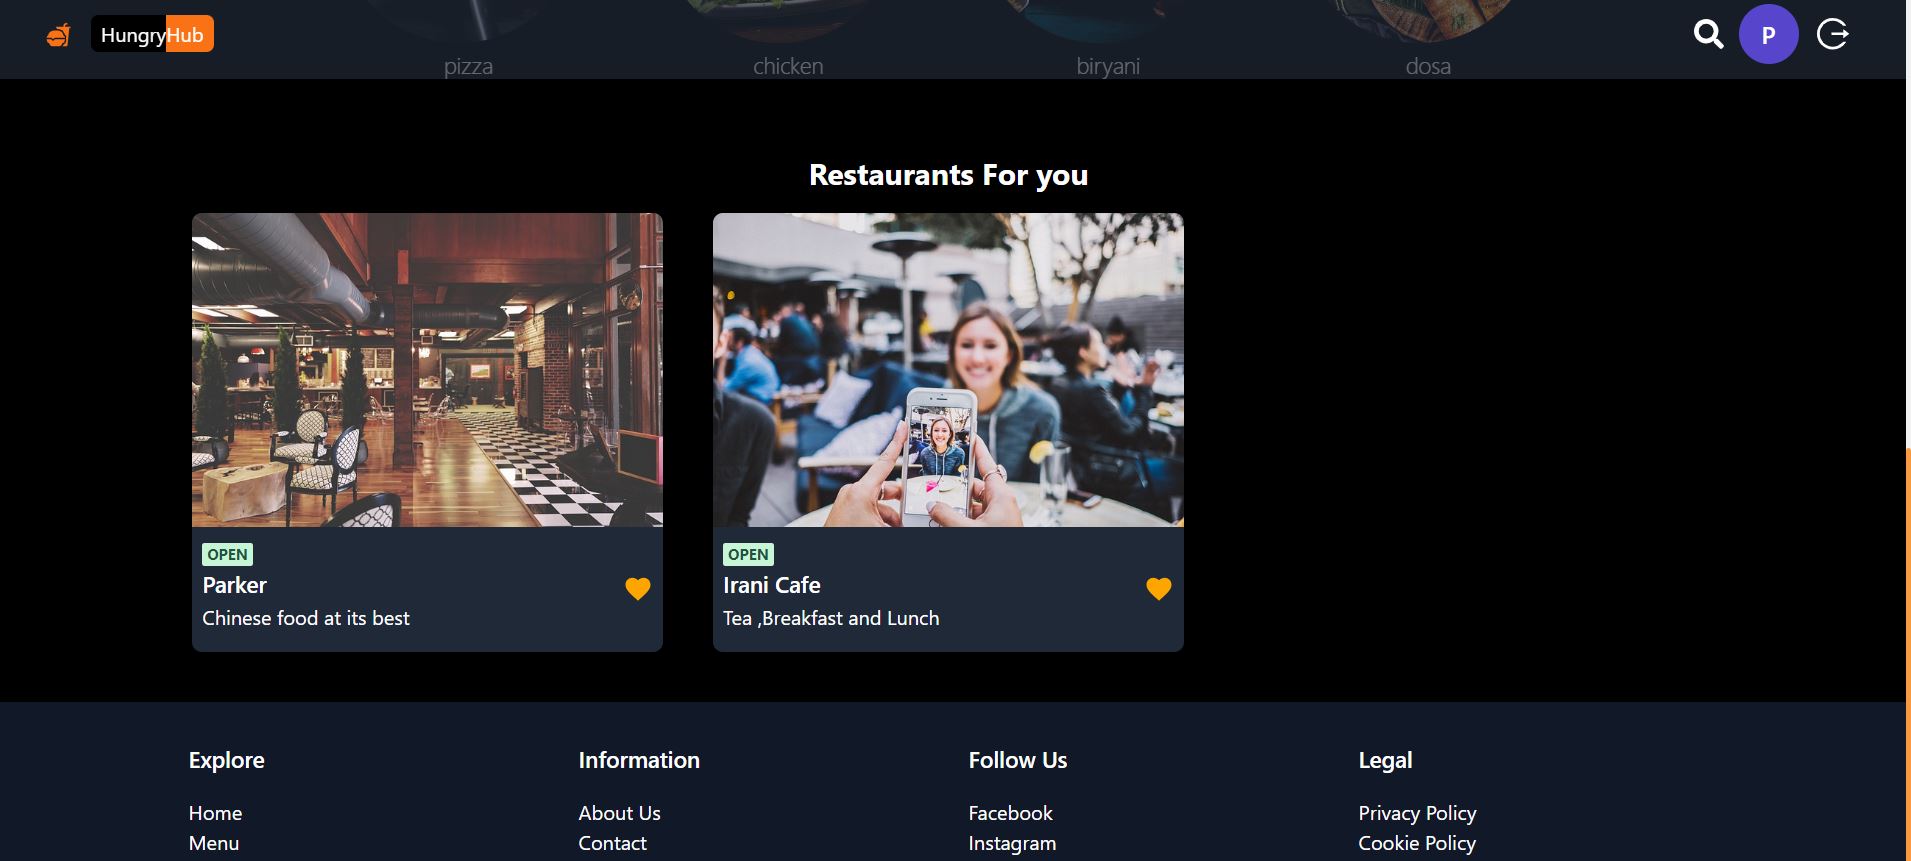 HungryHub
P
pizza
chicken
biryani
dosa
Restaurants For you
OPEN
Parker
Chinese food at its best
OPEN
Irani Cafe
Tea ,Breakfast and Lunch
Explore
Home
Menu
Information
About Us
Contact
Follow Us
Facebook
Instagram
Legal
Privacy Policy
Cookie Policy